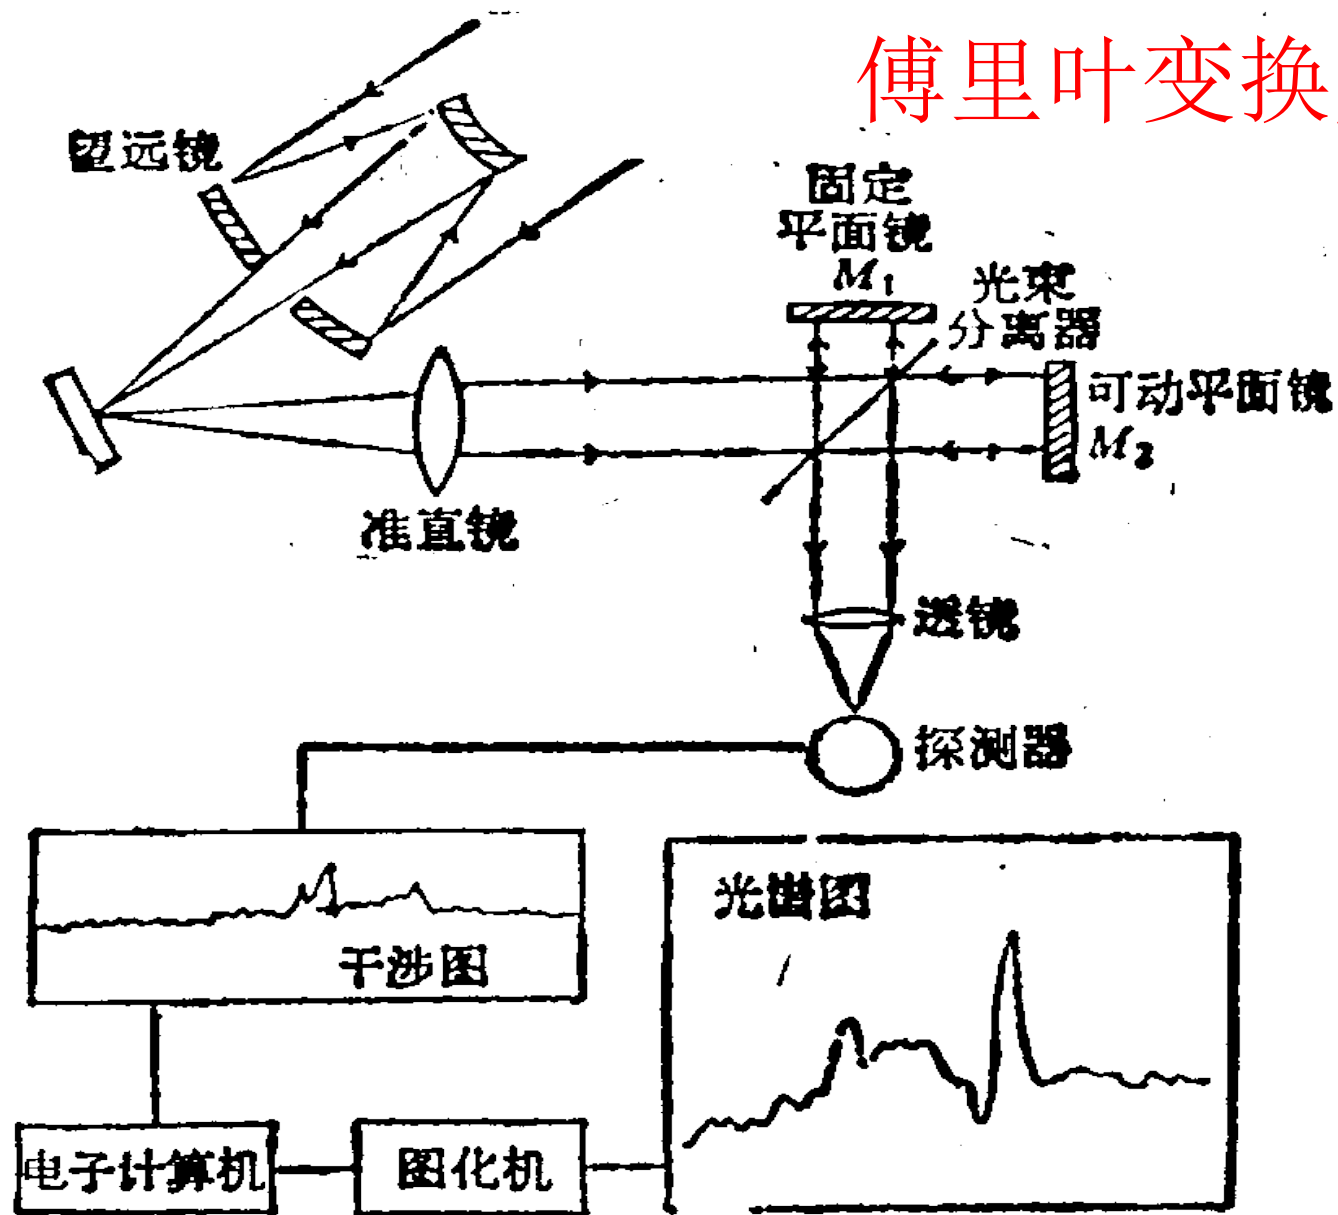 傅里叶变换
望远镜
固定
平面镜
M₁
光束
分离器
可动平面镜
M₂
准直镜
透镜
探测器
干涉图
光谱图
电子计算机
图化机